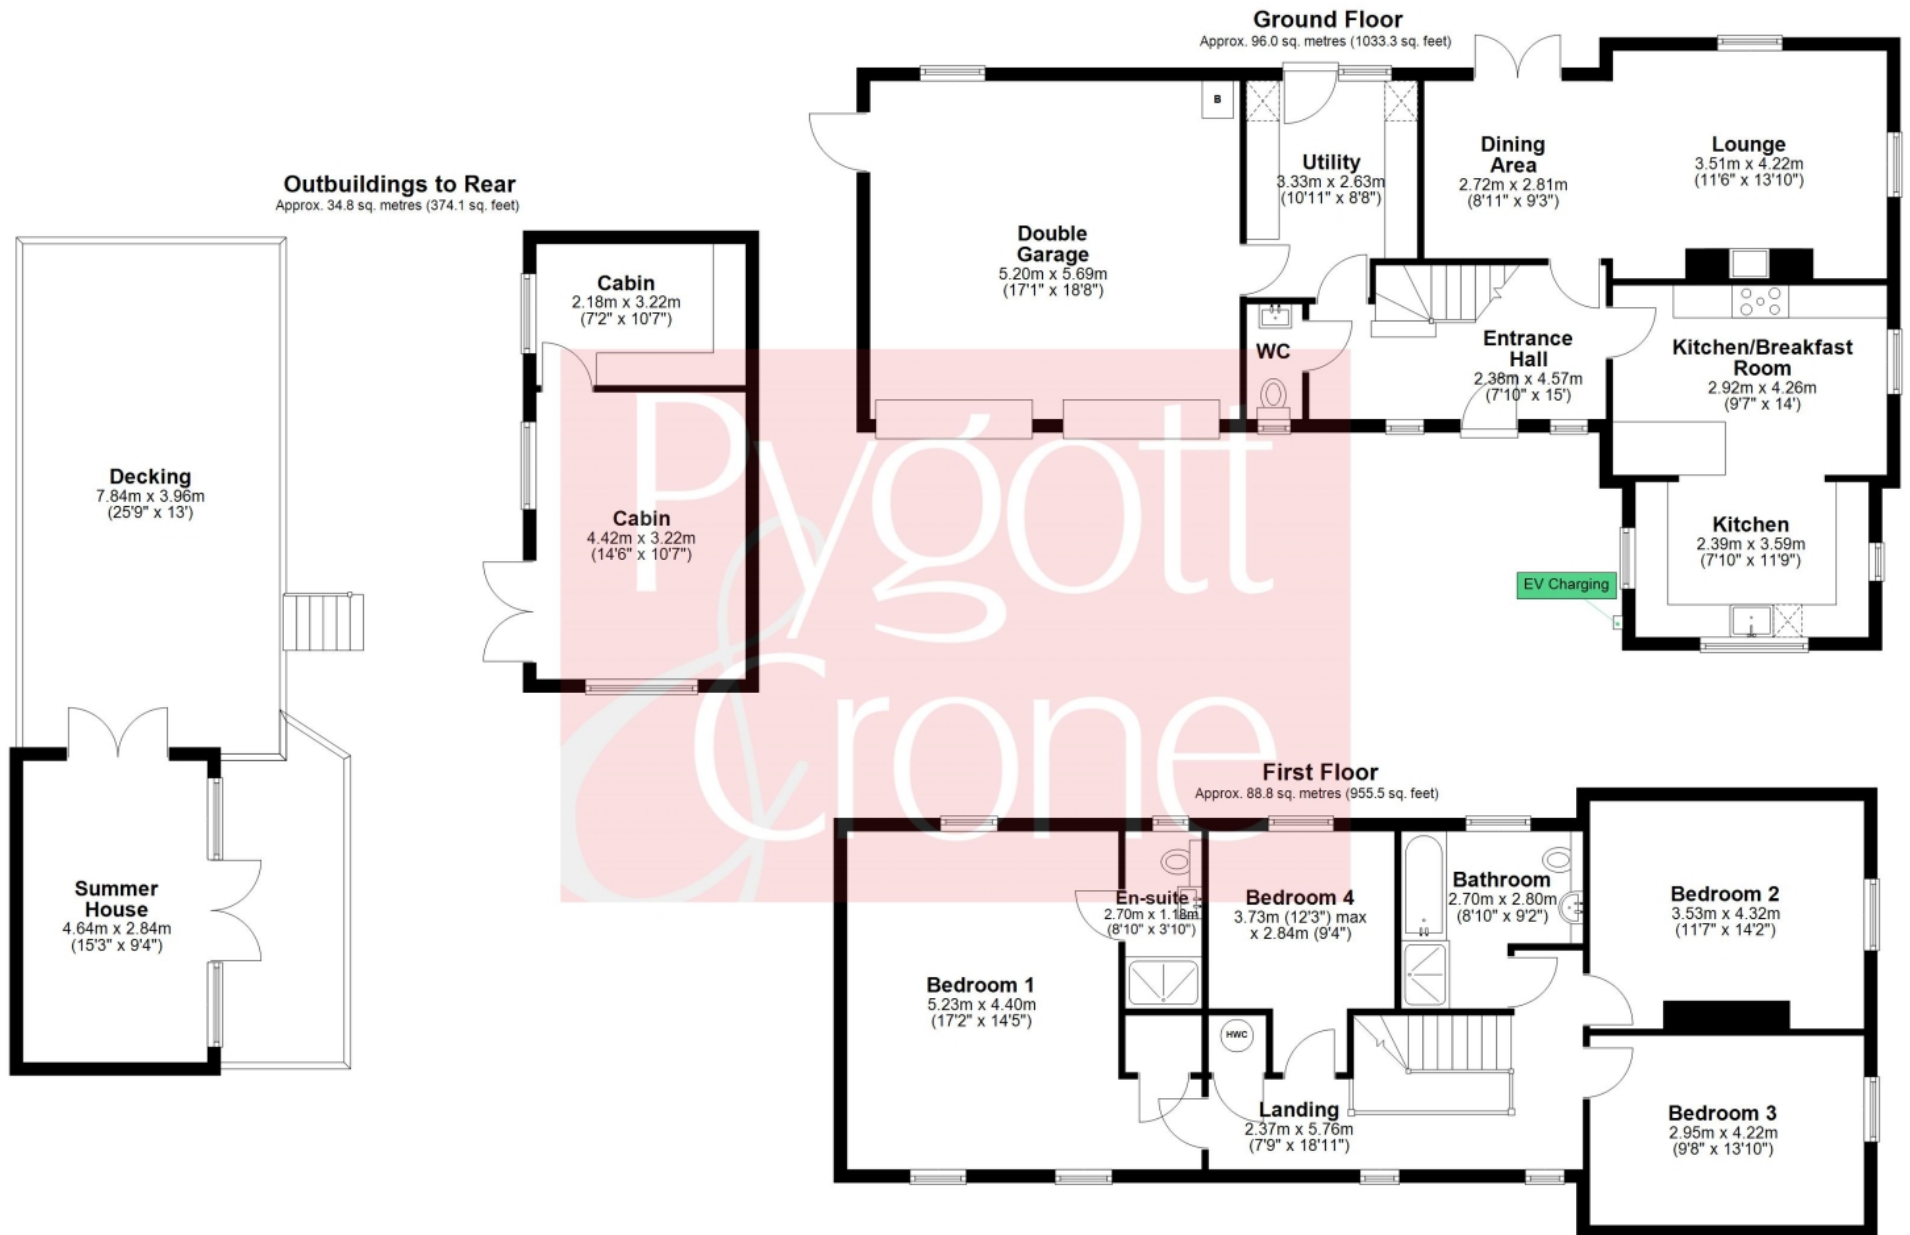 Ground Floor
Approx. 96.0 sq. metres (1033.3 sq. feet)
B
Utility
3.33m x 2.63m
(10'11" x 8'8")
Dining
Area
2.72m x 2.81m
(8'11" x 9'3")
Lounge
3.51m x 4.22m
(11'6" x 13'10")
Double
Garage
5.20m x 5.69m
(17'1" x 18'8")
WC
Entrance
Hall
2.38m x 4.57m
(7'10" x 15')
Kitchen/Breakfast
Room
2.92m x 4.26m
(9'7" x 14')
Kitchen
2.39m x 3.59m
(7'10" x 11'9")
EV Charging
Outbuildings to Rear
Approx. 34.8 sq. metres (374.1 sq. feet)
Cabin
2.18m x 3.22m
(7'2" x 10'7")
Decking
7.84m x 3.96m
(25'9" x 13')
Cabin
4.42m x 3.22m
(14'6" x 10'7")
Summer
House
4.64m x 2.84m
(15'3" x 9'4")
Pygott
& Crone
First Floor
Approx. 88.8 sq. metres (955.5 sq. feet)
En-suite
2.70m x 1.18m
(8'10" x 3'10")
Bedroom 4
3.73m (12'3") max
x 2.84m (9'4")
Bathroom
2.70m x 2.80m
(8'10" x 9'2")
Bedroom 2
3.53m x 4.32m
(11'7" x 14'2")
Bedroom 1
5.23m x 4.40m
(17'2" x 14'5")
HWC
Landing
2.37m x 5.76m
(7'9" x 18'11")
Bedroom 3
2.95m x 4.22m
(9'8" x 13'10")